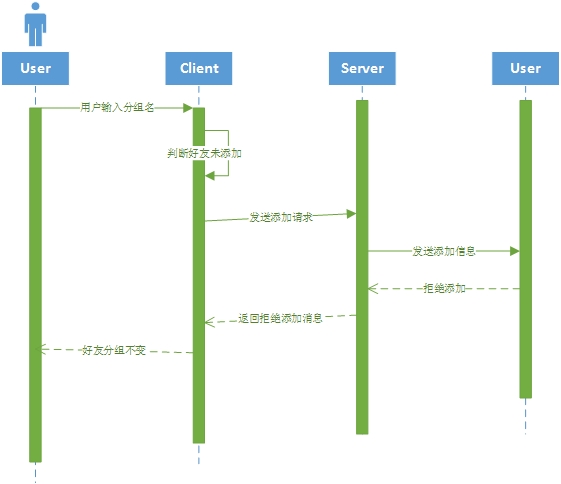 User
Client
Server
User
用户输入分组名
判断好友未添加
发送添加请求
发送添加信息
拒绝添加
返回拒绝添加消息
好友分组不变